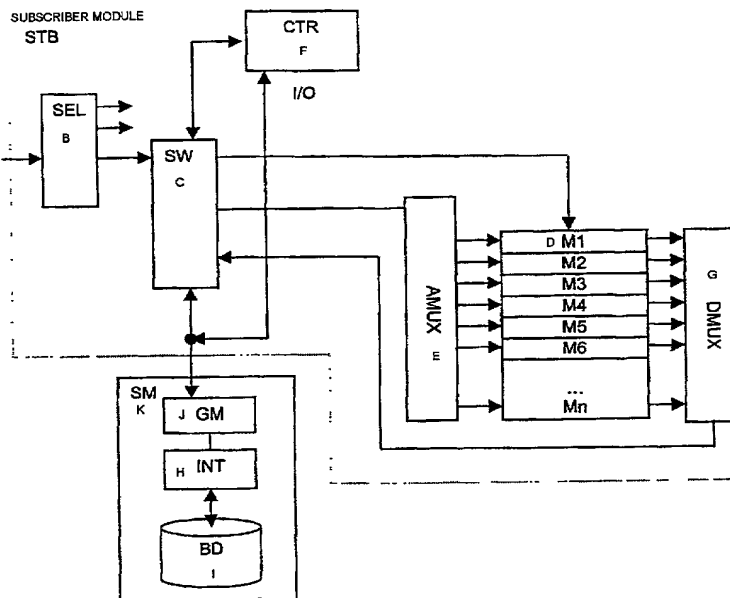 SUBSCRIBER MODULE
STB
CTR
F
I/O
SEL
B
SW
C
AMUX
E
D M1
M2
M3
M4
M5
M6
...
Mn
G
DMUX
SM
K
J GM
H INT
BD
I